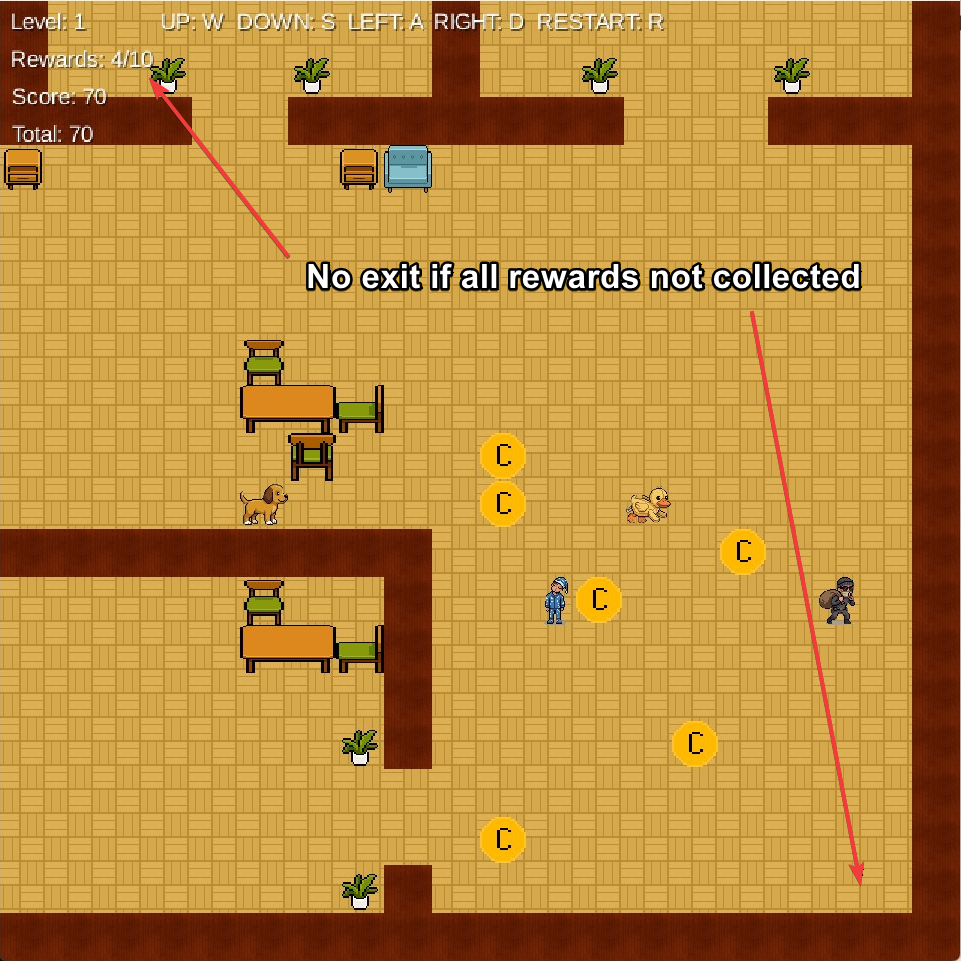 Level: 1 UP: W DOWN: S LEFT: A RIGHT: D RESTART: R
Rewards: 4/10
Score: 70
Total: 70
No exit if all rewards not collected
C
C
C
C
C
C